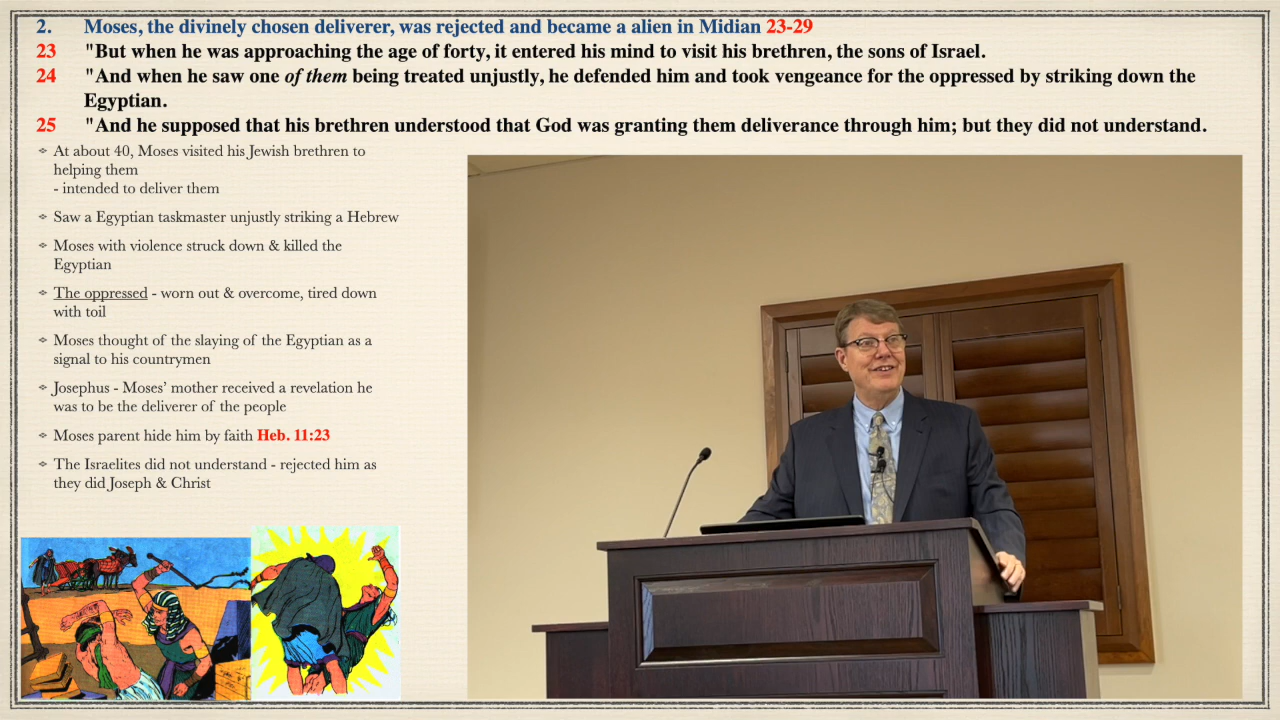 2. Moses, the divinely chosen deliverer, was rejected and became a alien in Midian 23-29
23 "But when he was approaching the age of forty, it entered his mind to visit his brethren, the sons of Israel.
24 "And when he saw one of them being treated unjustly, he defended him and took vengeance for the oppressed by striking down the
Egyptian.
25 "And he supposed that his brethren understood that God was granting them deliverance through him; but they did not understand.
At about 40, Moses visited his Jewish brethren to
helping them
- intended to deliver them
Saw a Egyptian taskmaster unjustly striking a Hebrew
Moses with violence struck down & killed the
Egyptian
The oppressed - worn out & overcome, tired down
with toil
Moses thought of the slaying of the Egyptian as a
signal to his countrymen
Josephus - Moses’ mother received a revelation he
was to be the deliverer of the people
Moses parent hide him by faith Heb. 11:23
The Israelites did not understand - rejected him as
they did Joseph & Christ